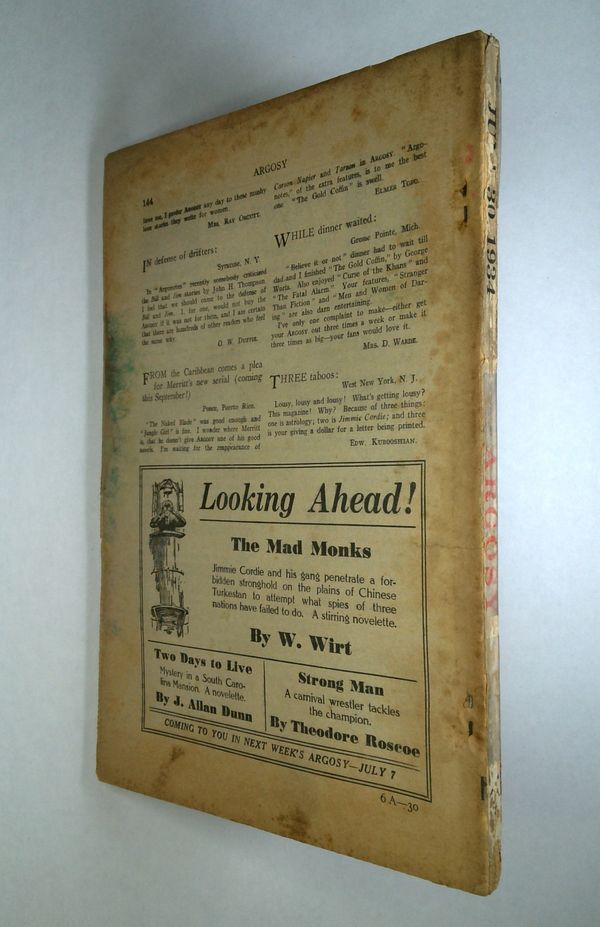 144
ARGOSY
love me, I prefer ARGOSY any day to these mushy
love stories they write for women.
MRS. RAY ORCUTT.
IN defense of drifters:
Syracuse, N. Y.
In "Argonotes" recently somebody criticized
the Bill and Jim stories by John H. Thompson.
I feel that we should come to the defense of
Bill and Jim. I, for one, would not buy the
ARGOSY if it was not for them, and I am certain
that there are hundreds of other readers who feel
the same way.
O. W. DUFFIE.
FROM the Caribbean comes a plea
for Merritt's new serial (coming
this September!)
Ponce, Puerto Rico.
"The Naked Blade" was good enough and
"Jungle Girl" is fine. I wonder where Merritt
is, that he doesn't give ARGOSY one of his good
novels. I'm waiting for the reappearance of
Carson Napier and Tarzan in ARGOSY. "Argo-
notes," of the extra features, is to me the best
one. "The Gold Coffin" is swell.
ELMER TODO.
WHILE dinner waited:
Grosse Pointe, Mich.
"Believe it or not" dinner had to wait till
dad and I finished "The Gold Coffin," by George
Worts. Also enjoyed "Curse of the Khans" and
"The Fatal Alarm." Your features, "Stranger
Than Fiction" and "Men and Women of Dar-
ing" are also darn entertaining.
I've only one complaint to make—either get
your ARGOSY out three times a week or make it
three times as big—your fans would love it.
MRS. D. WARDE.
THREE taboos:
West New York, N. J.
Lousy, lousy and lousy! What's getting lousy?
This magazine! Why? Because of three things:
one is astrology; two is Jimmie Cordie; and three
is your giving a dollar for a letter being printed.
EDW. KUBOOSHIAN.
Looking Ahead!
The Mad Monks
Jimmie Cordie and his gang penetrate a for-
bidden stronghold on the plains of Chinese
Turkestan to attempt what spies of three
nations have failed to do. A stirring novelette.
By W. Wirt
Two Days to Live
Mystery in a South Caro-
lina Mansion. A novelette.
By J. Allan Dunn
Strong Man
A carnival wrestler tackles
the champion.
By Theodore Roscoe
COMING TO YOU IN NEXT WEEK'S ARGOSY—JULY 7
6 A—30
30 1934
ARGOSY